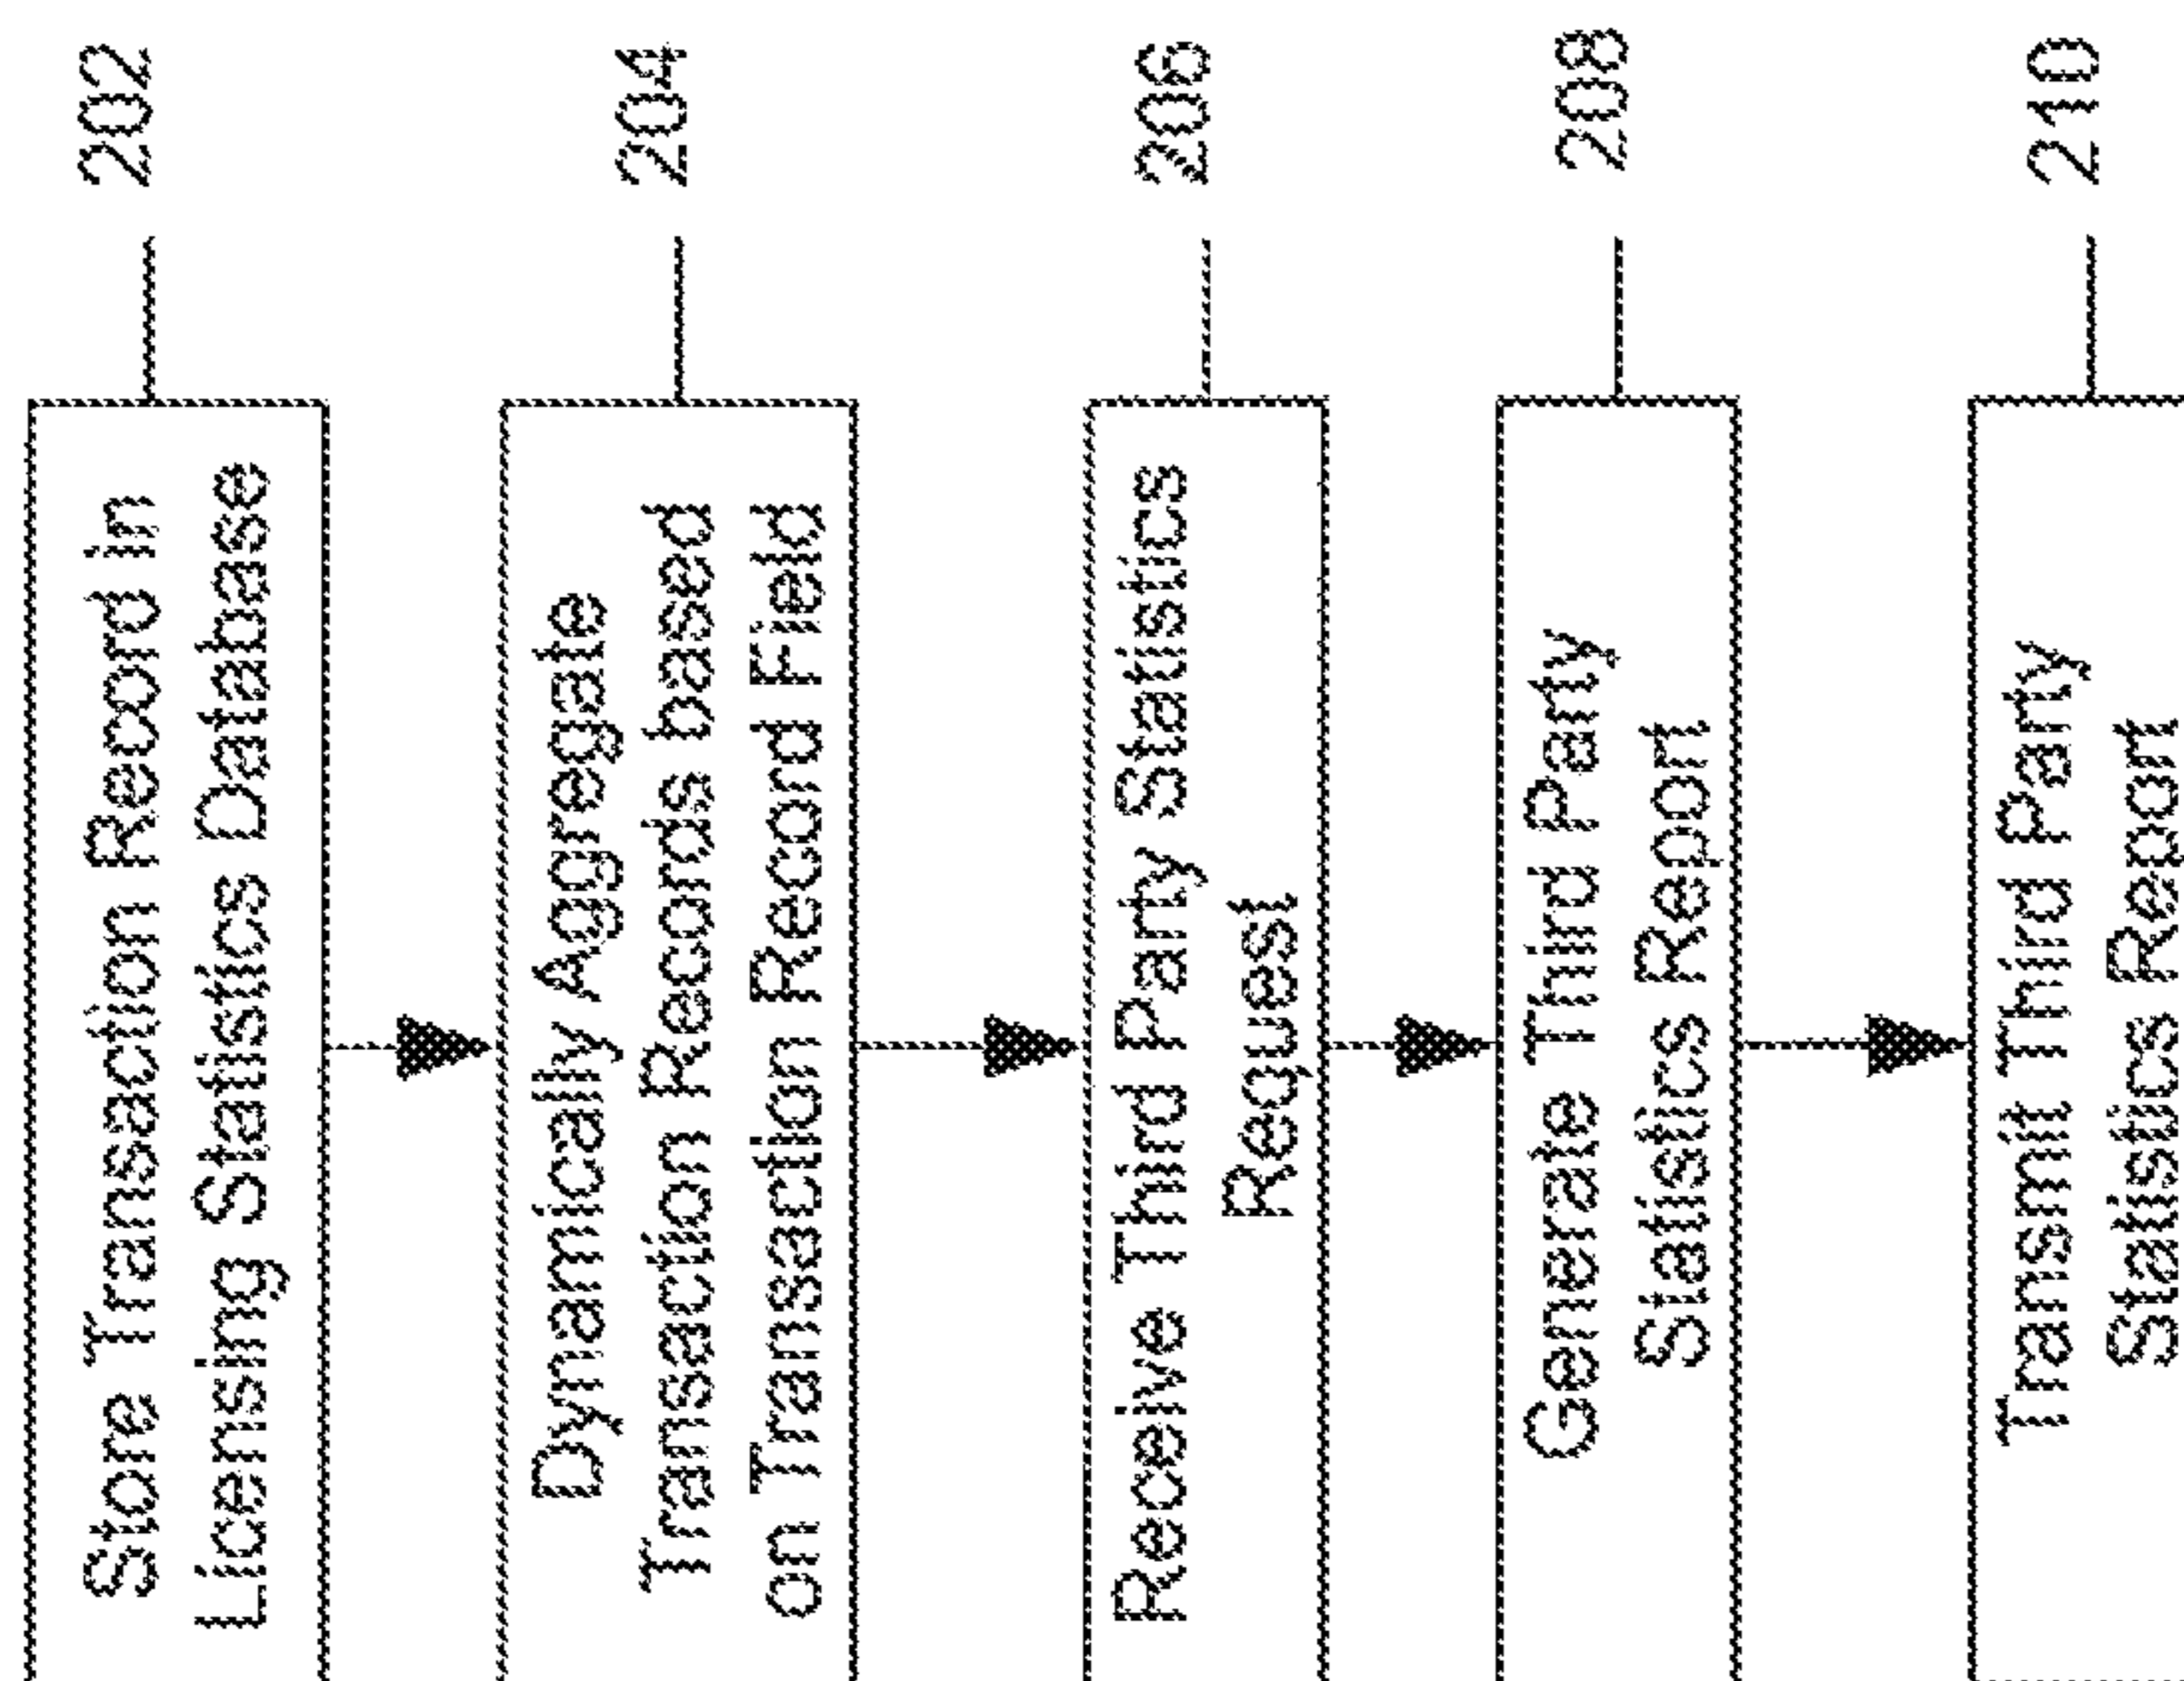 Store Transaction Record in
Licensing Statistics Database
202
Dynamically Aggregate
Transaction Records based
on Transaction Record Field
204
Receive Third Party Statistics
Request
206
Generate Third Party
Statistics Report
208
Transmit Third Party
Statistics Report
210